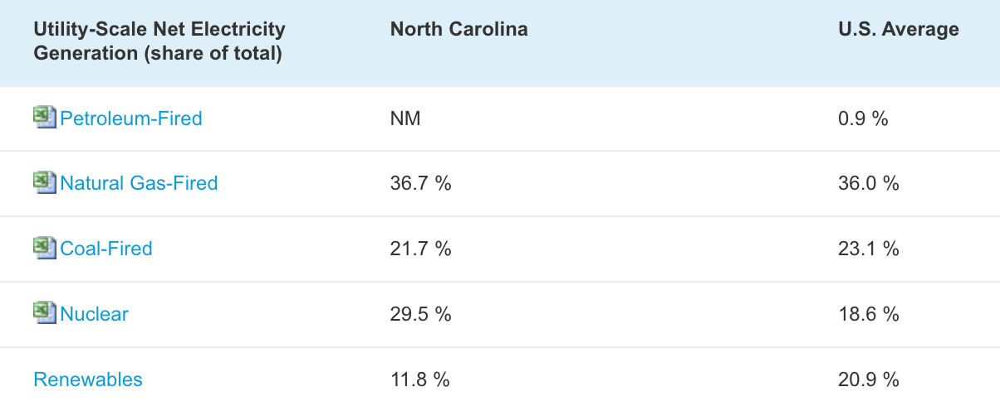 Utility-Scale Net Electricity North Carolina U.S. Average
Generation (share of total)
Petroleum-Fired NM 0.9 %
Natural Gas-Fired 36.7 % 36.0 %
Coal-Fired 21.7 % 23.1 %
Nuclear 29.5 % 18.6 %
Renewables 11.8 % 20.9 %